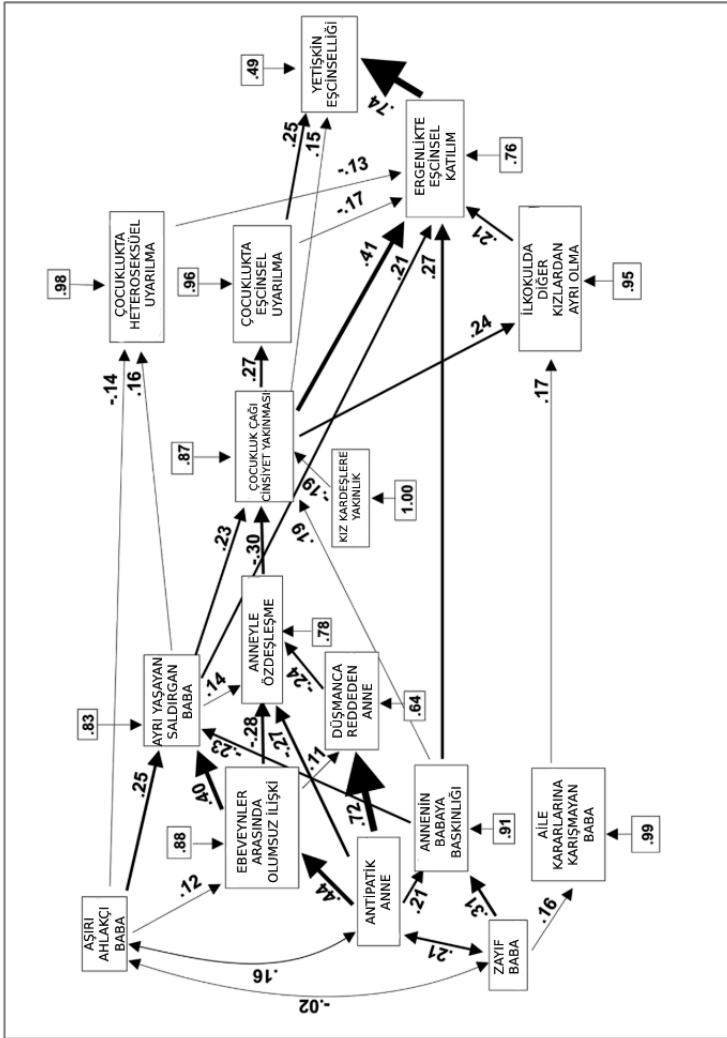 .49
YETİŞKİN
EŞCİNSELLİĞİ
.74
.25
.15
ERGENLİKTE
EŞCİNSEL
KATILIM
.76
-.13
-.17
.98
ÇOCUKLUKTA
HETEROSEKSÜEL
UYARILMA
.96
ÇOCUKLUKTA
EŞCİNSEL
UYARILMA
.41
.21
.27
.21
İLKOKULDA
DİĞER
KIZLARDAN
AYRI OLMA
.95
-.14
.16
.27
.24
.17
.87
ÇOCUKLUK ÇAĞI
CİNSİYET YAKINMASI
-.19
.19
KIZ KARDEŞLERE
YAKINLIK
1.00
.23
-.30
.83
AYRI YAŞAYAN
SALDIRGAN
BABA
.14
ANNEYLE
ÖZDEŞLEŞME
.78
-.24
DÜŞMANCA
REDDEDEN
ANNE
.64
.25
.40
-.28
-.23
-.27
.11
.72
.88
EBEVEYNLER
ARASINDA
OLUMSUZ İLİŞKİ
ANNENİN
BABAYA
BASKINLIĞI
.91
AİLE
KARARLARINA
KARIŞMAYAN
BABA
.99
.12
.44
.21
.31
.16
AŞIRI
AHLAKÇI
BABA
ANTİPATİK
ANNE
ZAYIF
BABA
.16
.21
-.02